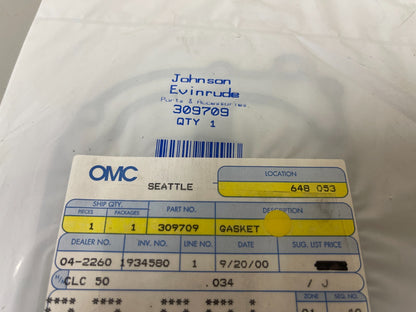 Johnson
Evinrude
Parts & Accessories
309709
QTY 1
OMC
SEATTLE
LOCATION
648 053
SHIP QTY.
PIECES PACKAGES PART NO. DESCRIPTION
1 1 309709 GASKET
DEALER NO. INV. NO. LINE NO. DATE SUG. LIST PRICE
04-2260 1934580 1 9/20/00
CLC 50 .034 / J
ZONE SEQ. NO.